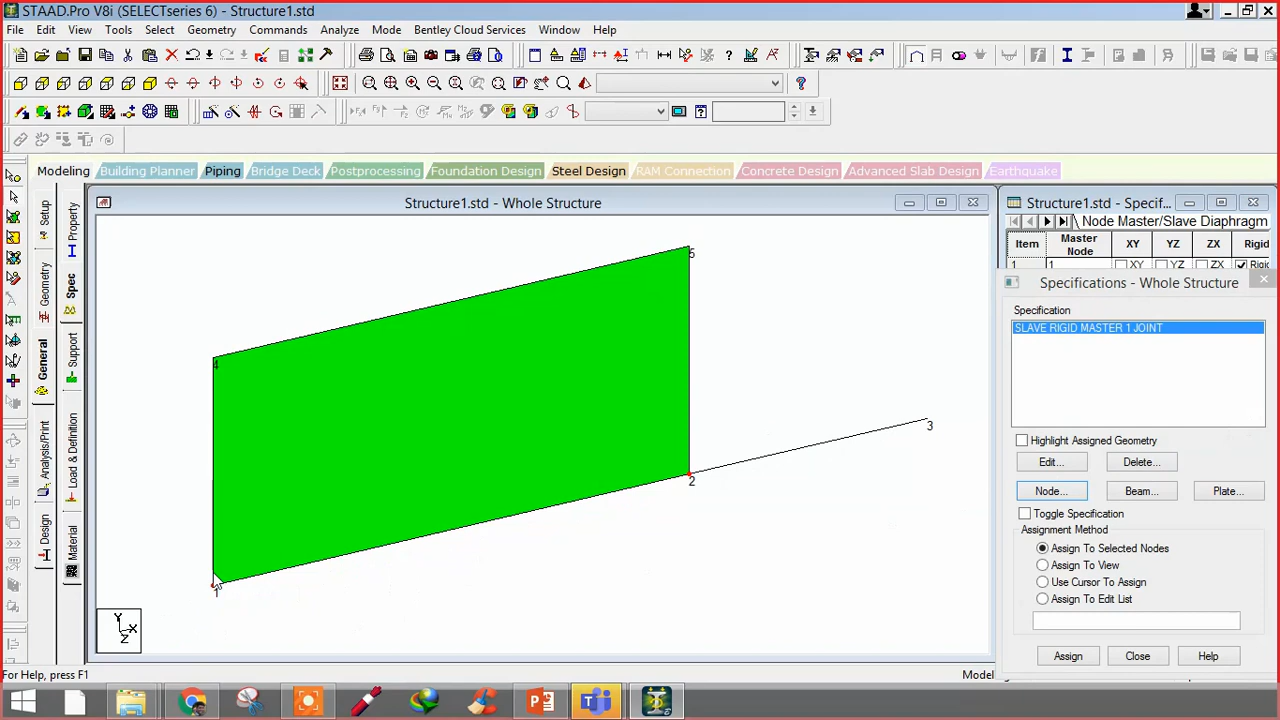 STAAD.Pro V8i (SELECTseries 6) - Structure1.std
File Edit View Tools Select Geometry Commands Analyze Mode Bentley Cloud Services Window Help
Modeling Building Planner Piping Bridge Deck Postprocessing Foundation Design Steel Design RAM Connection Concrete Design Advanced Slab Design Earthquake
Structure1.std - Whole Structure
Structure1.std - Specif...
Node Master/Slave Diaphragm
Item Master Node XY YZ ZX Rigid
1 1 XY YZ ZX Rigid
Setup
Geometry
General
Analysis/Print
Design
Property
Spec
Support
Load & Definition
Material
5
4
3
2
1
Y
X
Z
Specifications - Whole Structure
Specification
SLAVE RIGID MASTER 1 JOINT
Highlight Assigned Geometry
Edit... Delete...
Node... Beam... Plate...
Toggle Specification
Assignment Method
Assign To Selected Nodes
Assign To View
Use Cursor To Assign
Assign To Edit List
Assign Close Help
For Help, press F1
Model